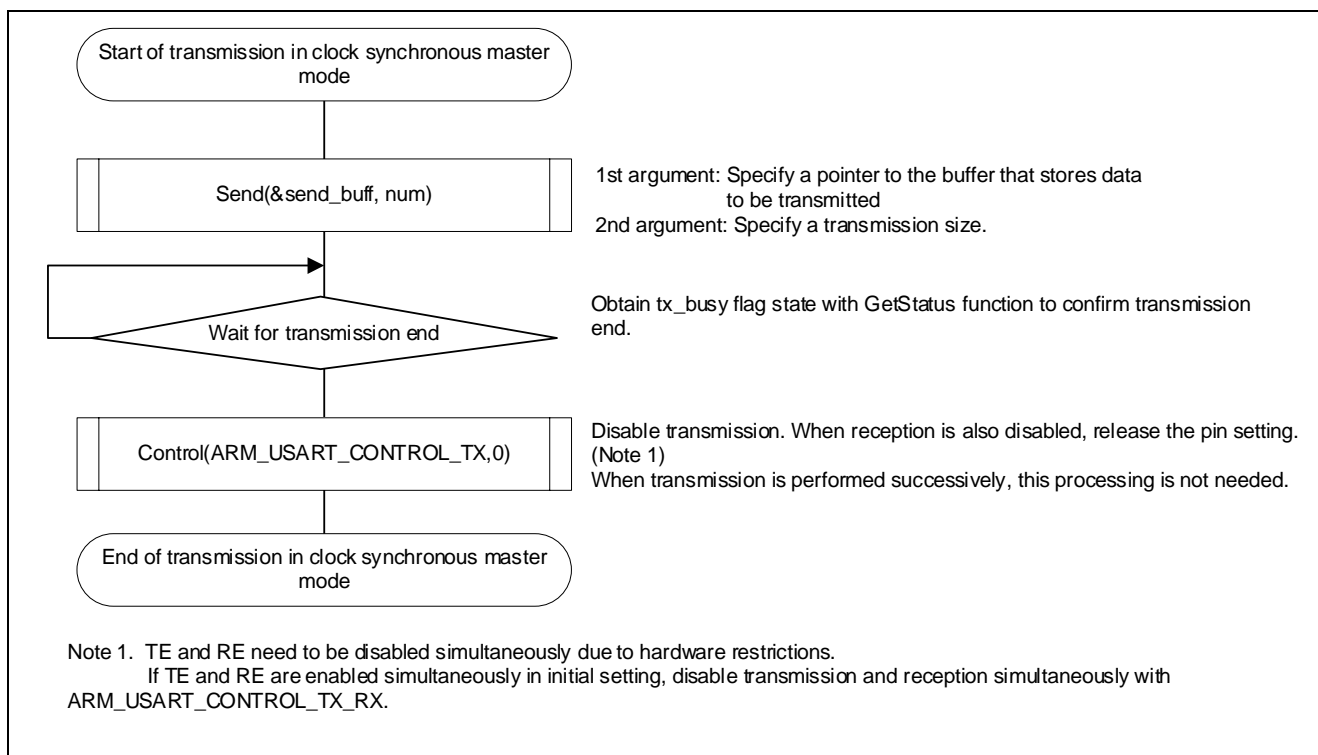 Start of transmission in clock synchronous master
mode
Send(&send_buff, num)
1st argument: Specify a pointer to the buffer that stores data
to be transmitted
2nd argument: Specify a transmission size.
Wait for transmission end
Obtain tx_busy flag state with GetStatus function to confirm transmission
end.
Control(ARM_USART_CONTROL_TX,0)
Disable transmission. When reception is also disabled, release the pin setting.
(Note 1)
When transmission is performed successively, this processing is not needed.
End of transmission in clock synchronous master
mode
Note 1. TE and RE need to be disabled simultaneously due to hardware restrictions.
If TE and RE are enabled simultaneously in initial setting, disable transmission and reception simultaneously with
ARM_USART_CONTROL_TX_RX.